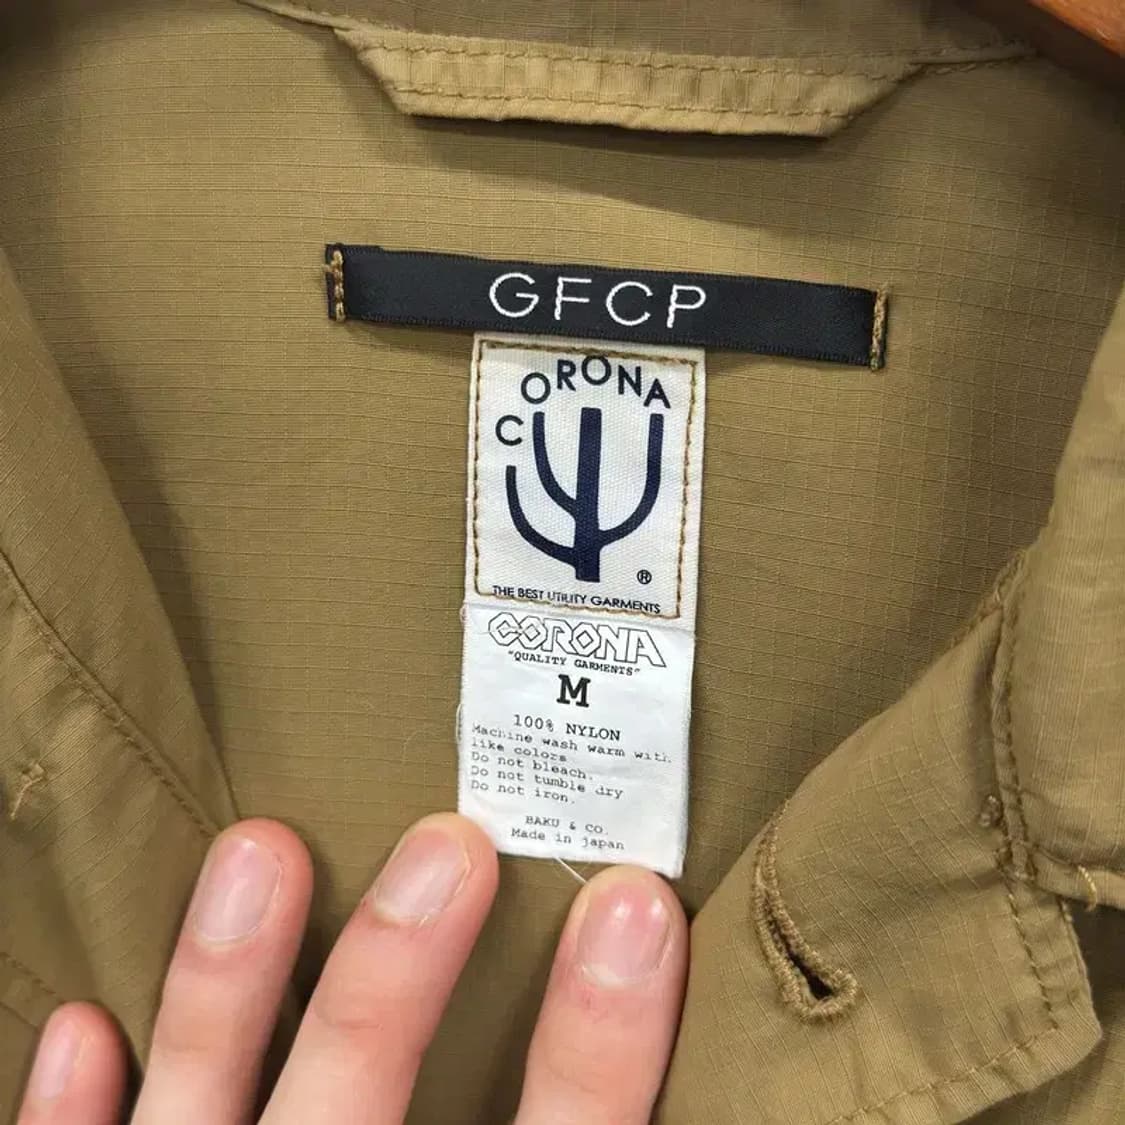 GFCP
CORONA
®
THE BEST UTILITY GARMENTS
CORONA
"QUALITY GARMENTS"
M
100% NYLON
Machine wash warm with
like colors
Do not bleach.
Do not tumble dry
Do not iron.
BAKU & CO.
Made in japan